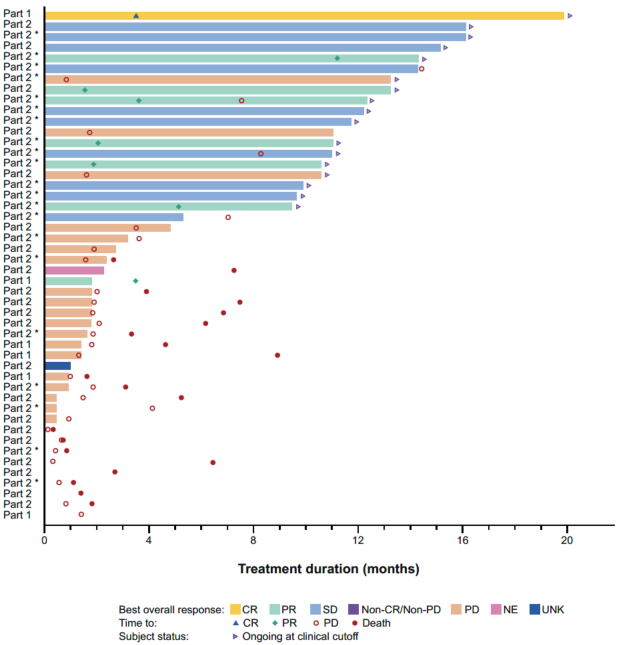 Part 1
Part 2
Part 2 *
Part 2
Part 2 *
Part 2
Part 2 *
Part 2
Part 2 *
Part 2 *
Part 2 *
Part 2
Part 2 *
Part 2 *
Part 2 *
Part 2
Part 2 *
Part 2 *
Part 2 *
Part 2 *
Part 2
Part 2 *
Part 2
Part 2 *
Part 2
Part 1
Part 2
Part 2
Part 2
Part 2
Part 2 *
Part 1
Part 1
Part 2
Part 1
Part 2 *
Part 2
Part 2 *
Part 2
Part 2
Part 2
Part 2 *
Part 2
Part 2
Part 2 *
Part 2
Part 2
Part 1
0 4 8 12 16 20
Treatment duration (months)
Best overall response: CR PR SD Non-CR/Non-PD PD NE UNK
Time to: CR PR PD Death
Subject status: Ongoing at clinical cutoff